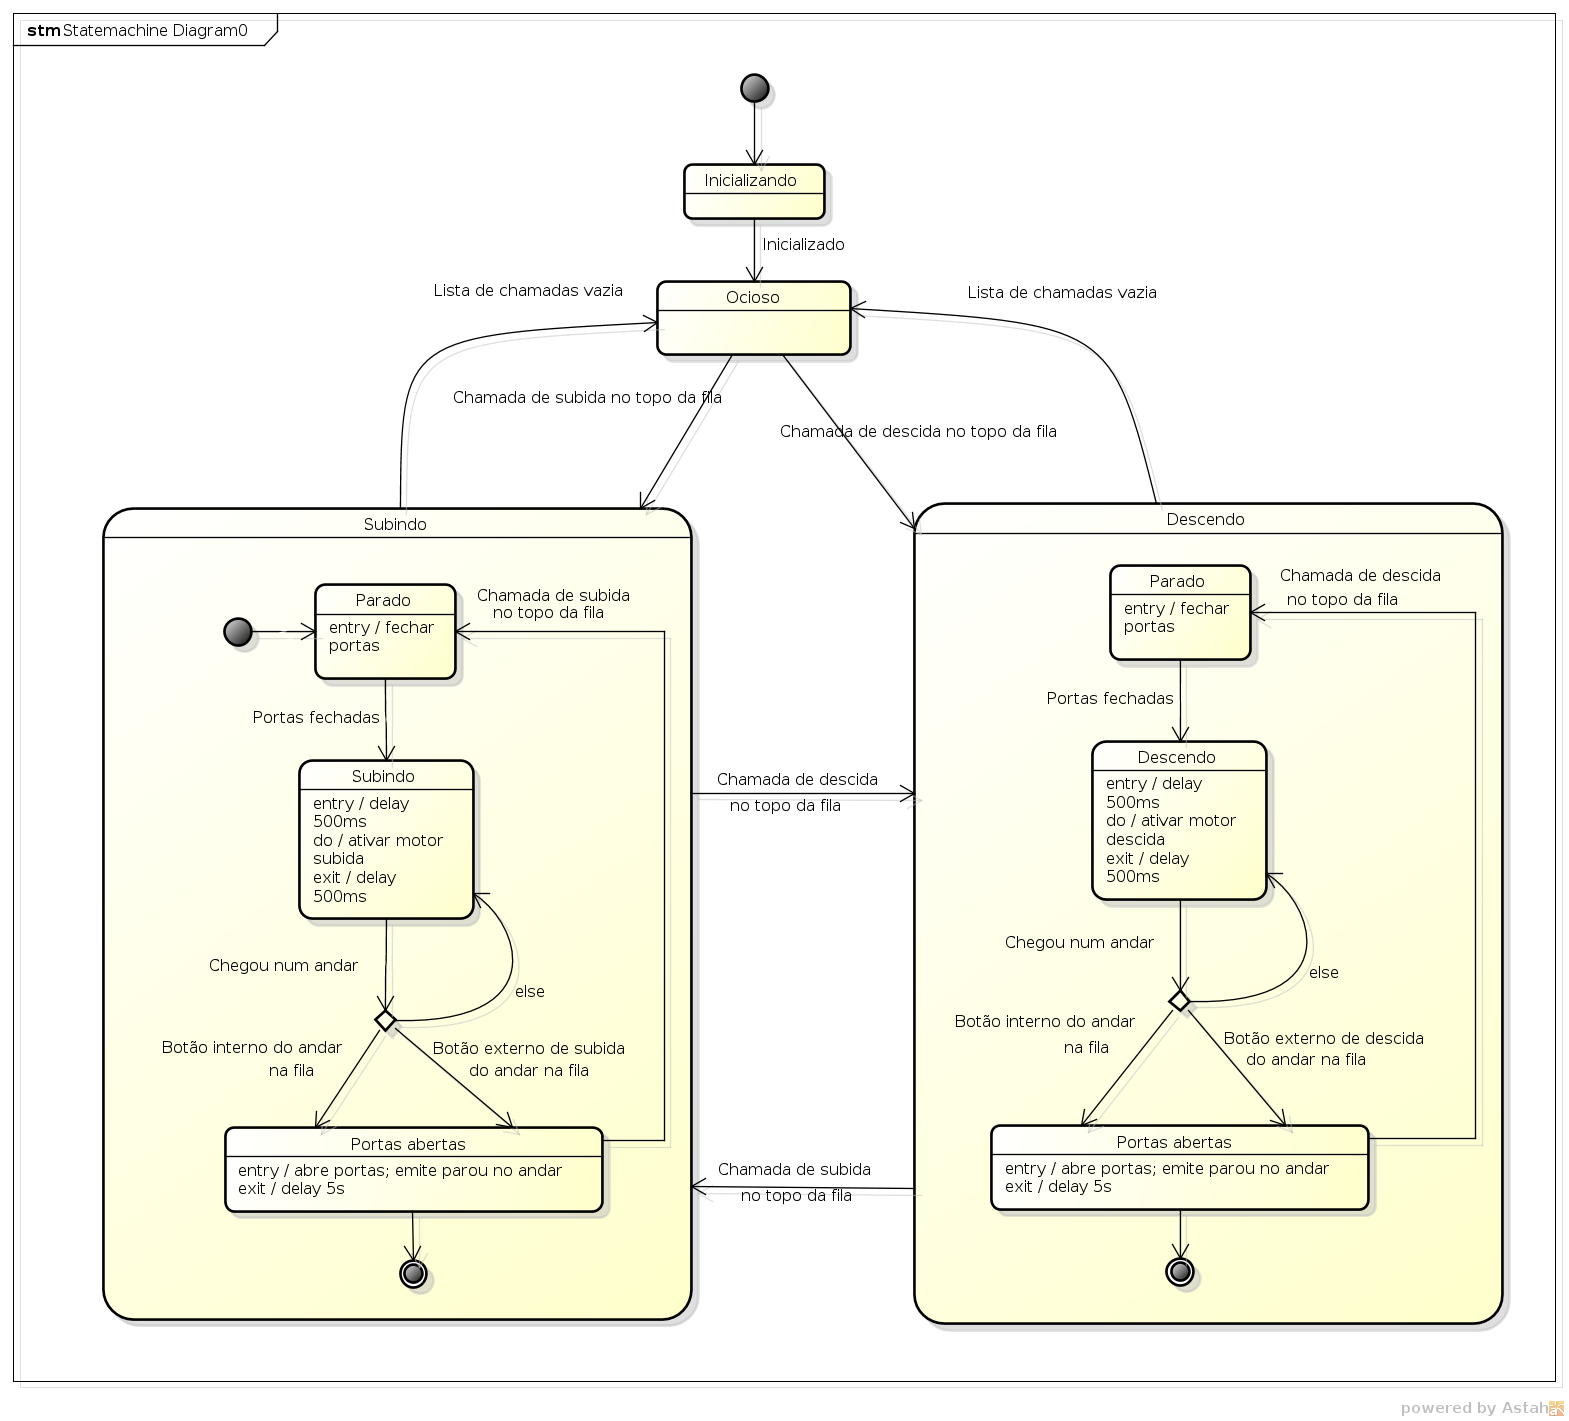 stm Statemachine Diagram0
Inicializando
Inicializado
Ocioso
Lista de chamadas vazia
Lista de chamadas vazia
Chamada de subida no topo da fila
Chamada de descida no topo da fila
Subindo
Parado
entry / fechar
portas
Chamada de subida
no topo da fila
Portas fechadas
Subindo
entry / delay
500ms
do / ativar motor
subida
exit / delay
500ms
Chegou num andar
else
Botão interno do andar
na fila
Botão externo de subida
do andar na fila
Portas abertas
entry / abre portas; emite parou no andar
exit / delay 5s
Chamada de descida
no topo da fila
Chamada de subida
no topo da fila
Descendo
Parado
entry / fechar
portas
Chamada de descida
no topo da fila
Portas fechadas
Descendo
entry / delay
500ms
do / ativar motor
descida
exit / delay
500ms
Chegou num andar
else
Botão interno do andar
na fila
Botão externo de descida
do andar na fila
Portas abertas
entry / abre portas; emite parou no andar
exit / delay 5s
powered by Astah